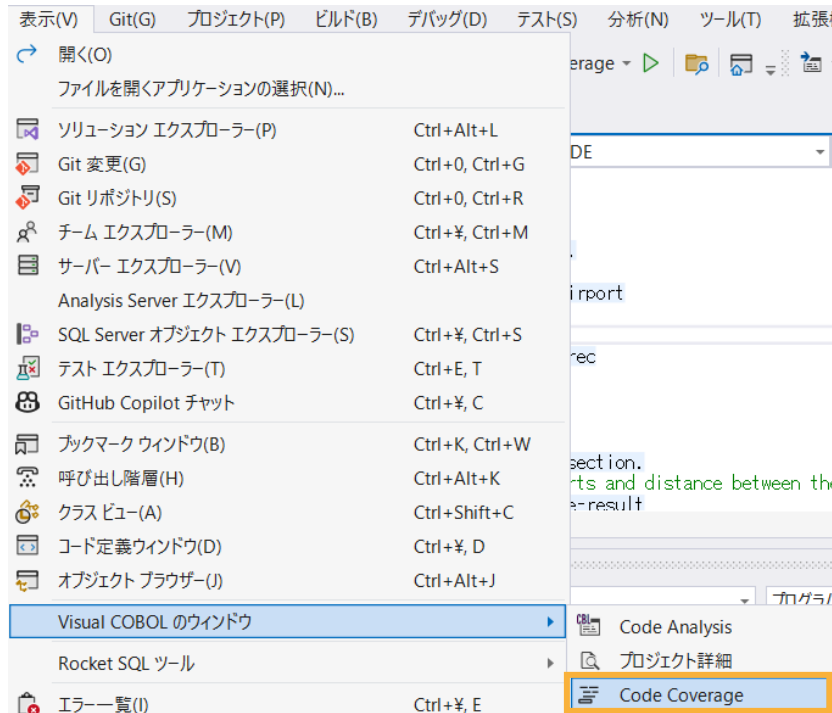 表示(V) Git(G) プロジェクト(P) ビルド(B) デバッグ(D) テスト(S) 分析(N) ツール(T) 拡張
開く(O)
erage
ファイルを開くアプリケーションの選択(N)...
ソリューション エクスプローラー(P) Ctrl+Alt+L
DE
Git 変更(G) Ctrl+0, Ctrl+G
Git リポジトリ(S) Ctrl+0, Ctrl+R
チーム エクスプローラー(M) Ctrl+¥, Ctrl+M
サーバー エクスプローラー(V) Ctrl+Alt+S
Analysis Server エクスプローラー(L)
irport
SQL Server オブジェクト エクスプローラー(S) Ctrl+¥, Ctrl+S
rec
テスト エクスプローラー(T) Ctrl+E, T
GitHub Copilot チャット Ctrl+¥, C
ブックマーク ウィンドウ(B) Ctrl+K, Ctrl+W
section.
呼び出し階層(H) Ctrl+Alt+K
rts and distance between the
クラス ビュー(A) Ctrl+Shift+C
e-result
コード定義ウィンドウ(D) Ctrl+¥, D
オブジェクト ブラウザー(J) Ctrl+Alt+J
プログラム
Visual COBOL のウィンドウ
CBL
Code Analysis
Rocket SQL ツール
プロジェクト詳細
エラー一覧(I) Ctrl+¥, E
Code Coverage